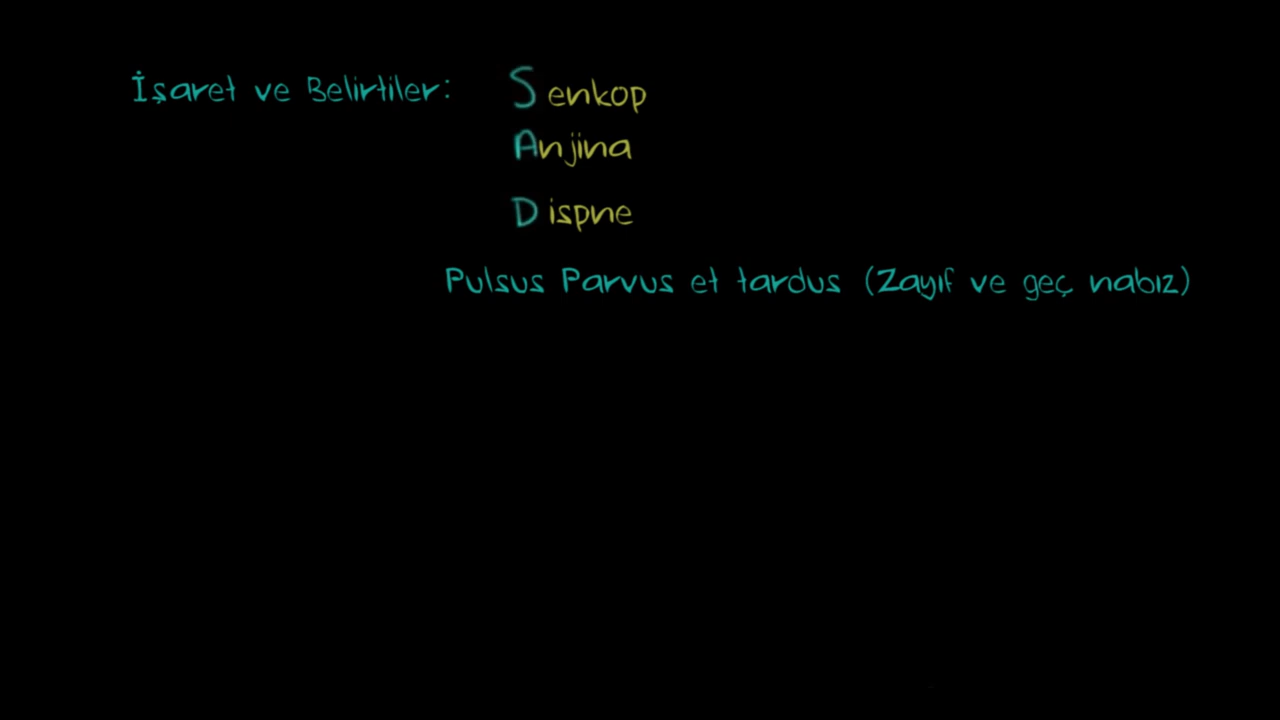 İşaret ve Belirtiler: Senkop
Anjina
Dispne
Pulsus Parvus et tardus (Zayıf ve geç nabız)